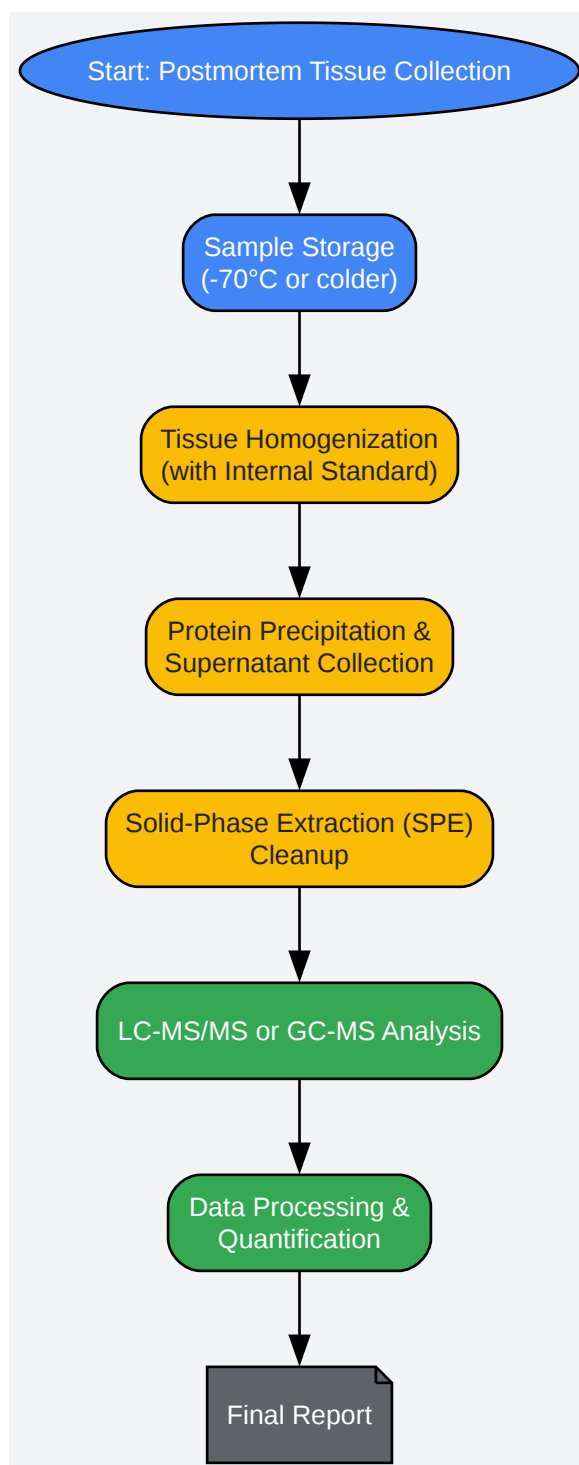 Start: Postmortem Tissue Collection
Sample Storage
(-70°C or colder)
Tissue Homogenization
(with Internal Standard)
Protein Precipitation &
Supernatant Collection
Solid-Phase Extraction (SPE)
Cleanup
LC-MS/MS or GC-MS Analysis
Data Processing &
Quantification
Final Report